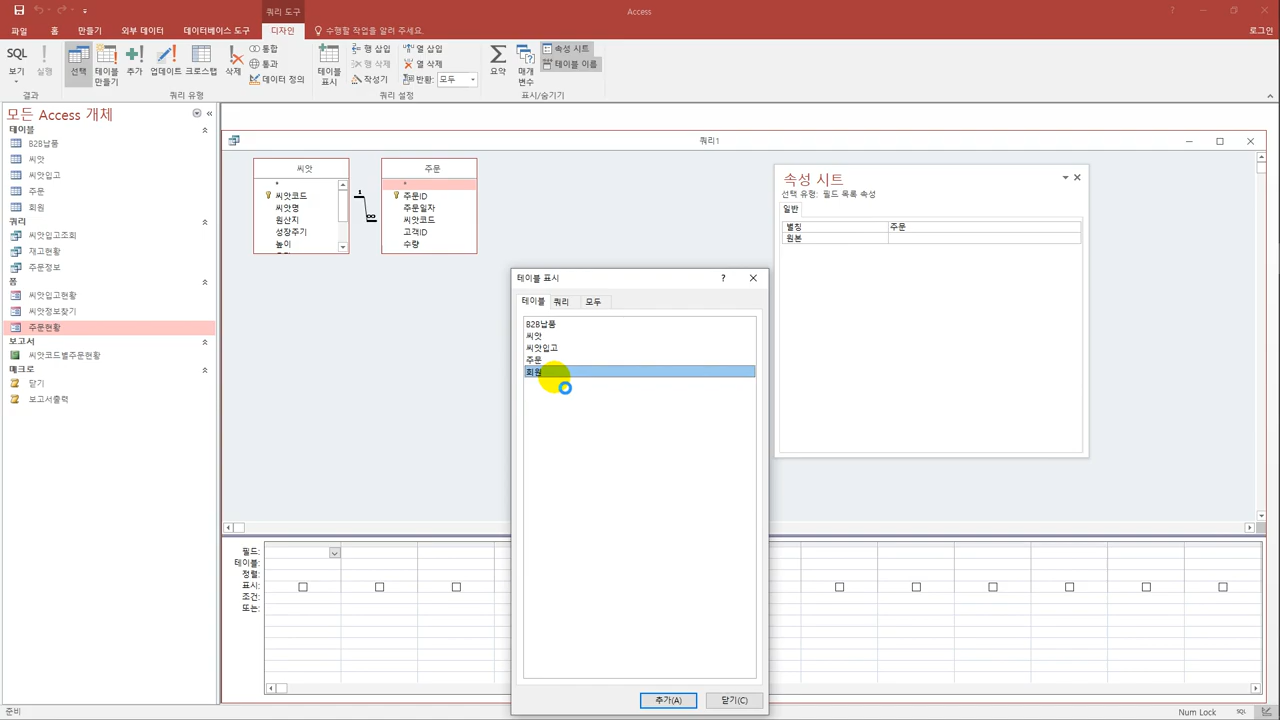 쿼리 도구
Access
파일
홈
만들기
외부 데이터
데이터베이스 도구
디자인
수행할 작업을 알려 주세요.
로그인
SQL
보기
실행
선택
테이블
만들기
추가
업데이트
크로스탭
삭제
통합
통과
데이터 정의
테이블
표시
행 삽입
행 삭제
작성기
열 삽입
열 삭제
반환: 모두
요약
매개
변수
속성 시트
테이블 이름
결과
쿼리 유형
쿼리 설정
표시/숨기기
모든 Access 개체
테이블
B2B납품
씨앗
씨앗입고
주문
회원
쿼리
씨앗입고조회
재고현황
주문정보
폼
씨앗입고현황
씨앗정보찾기
주문현황
보고서
씨앗코드별주문현황
매크로
닫기
보고서출력
쿼리1
씨앗
*
씨앗코드
씨앗명
원산지
성장주기
높이
1
∞
주문
*
주문ID
주문일자
씨앗코드
고객ID
수량
속성 시트
선택 유형: 필드 목록 속성
일반
별칭 주문
원본
테이블 표시
?
테이블 쿼리 모두
B2B납품
씨앗
씨앗입고
주문
회원
추가(A) 닫기(C)
필드:
테이블:
정렬:
표시:
조건:
또는:
준비
Num Lock
SQL